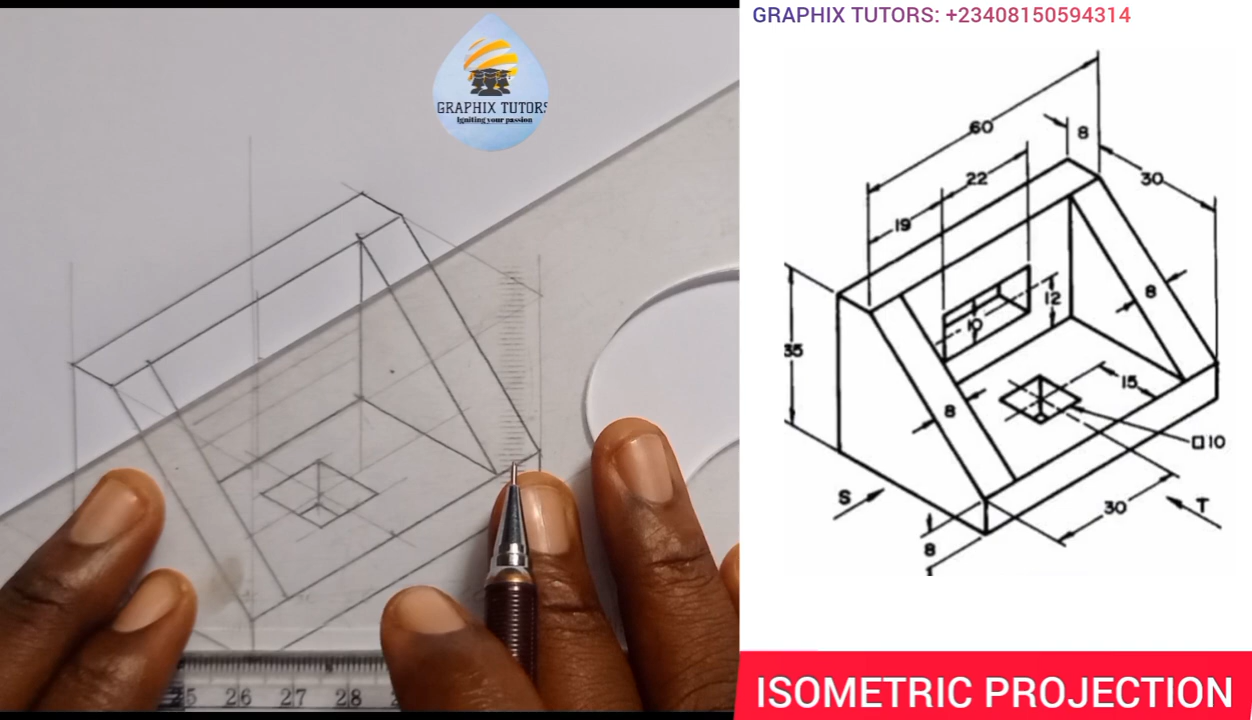 GRAPHIX TUTORS: +23408150594314
GRAPHIX TUTORS
Igniting your passion
60
8
22
30
19
12
10
8
35
15
8
□10
S
30
T
8
25 26 27 28
ISOMETRIC PROJECTION